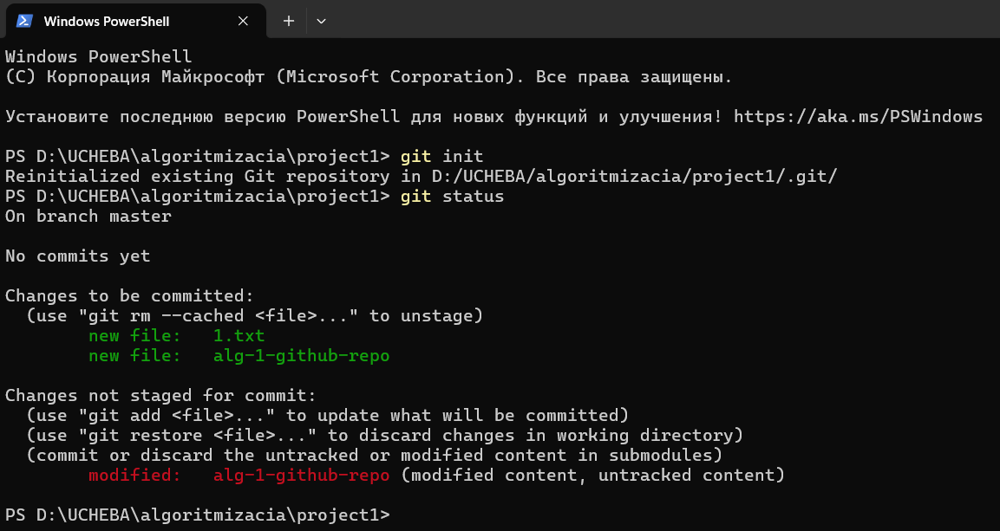 Windows PowerShell
Windows PowerShell
(C) Корпорация Майкрософт (Microsoft Corporation). Все права защищены.
Установите последнюю версию PowerShell для новых функций и улучшения! https://aka.ms/PSWindows
PS D:\UCHEBA\algoritmizacia\project1> git init
Reinitialized existing Git repository in D:/UCHEBA/algoritmizacia/project1/.git/
PS D:\UCHEBA\algoritmizacia\project1> git status
On branch master
No commits yet
Changes to be committed:
  (use "git rm --cached <file>..." to unstage)
        new file:   1.txt
        new file:   alg-1-github-repo
Changes not staged for commit:
  (use "git add <file>..." to update what will be committed)
  (use "git restore <file>..." to discard changes in working directory)
  (commit or discard the untracked or modified content in submodules)
        modified:   alg-1-github-repo (modified content, untracked content)
PS D:\UCHEBA\algoritmizacia\project1>